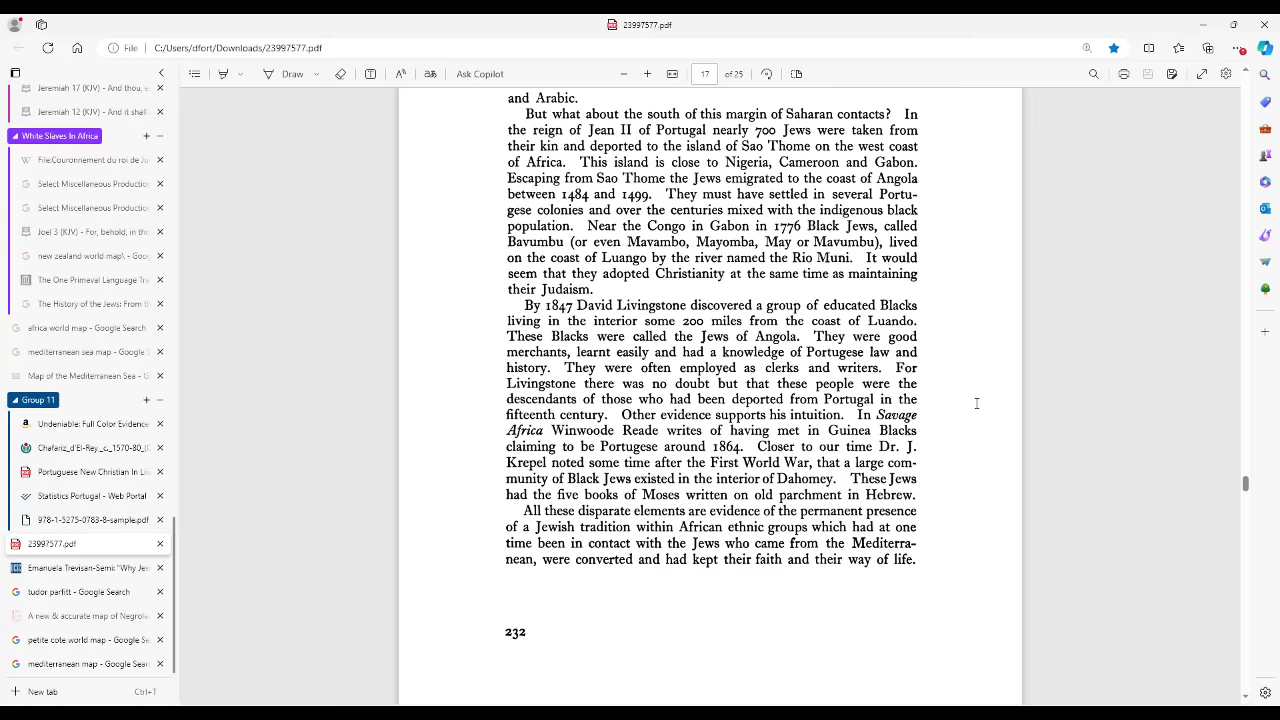 23997577.pdf
File
C:/Users/dfort/Downloads/23997577.pdf
Draw
Ask Copilot
17 of 25
Jeremiah 17 (KJV) - And thou, e
Jeremiah 12 (KJV) - And it shall
White Slaves In Africa
File:Couronnement du roi de Ju
Select Miscellaneous Production
Select Miscellaneous Production
Joel 3 (KJV) - For, behold, in tho
new zealand world map\ - Goog
The One Primeval Language Tra
The History of the Jews: From th
africa world map - Google Search
mediterranean sea map - Google S
Map of the Mediterranean Sea - G
Group 11
Undeniable: Full Color Evidence
Chafariz_d'El-Rey,_c._1570-80_(C
Portuguese New Christian In Lis
Statistics Portugal - Web Portal
978-1-5275-0783-8-sample.pdf
23997577.pdf
Emanuela Trevisan-Semi "Why Jev
tudor parfitt - Google Search
A new & accurate map of Negrola
petite cote world map - Google Se
mediterranean map - Google Sear
New tab
Ctrl+T
and Arabic.
But what about the south of this margin of Saharan contacts? In
the reign of Jean II of Portugal nearly 700 Jews were taken from
their kin and deported to the island of Sao Thome on the west coast
of Africa. This island is close to Nigeria, Cameroon and Gabon.
Escaping from Sao Thome the Jews emigrated to the coast of Angola
between 1484 and 1499. They must have settled in several Portu-
gese colonies and over the centuries mixed with the indigenous black
population. Near the Congo in Gabon in 1776 Black Jews, called
Bavumbu (or even Mavambo, Mayomba, May or Mavumbu), lived
on the coast of Luango by the river named the Rio Muni. It would
seem that they adopted Christianity at the same time as maintaining
their Judaism.
By 1847 David Livingstone discovered a group of educated Blacks
living in the interior some 200 miles from the coast of Luando.
These Blacks were called the Jews of Angola. They were good
merchants, learnt easily and had a knowledge of Portugese law and
history. They were often employed as clerks and writers. For
Livingstone there was no doubt but that these people were the
descendants of those who had been deported from Portugal in the
fifteenth century. Other evidence supports his intuition. In Savage
Africa Winwoode Reade writes of having met in Guinea Blacks
claiming to be Portugese around 1864. Closer to our time Dr. J.
Krepel noted some time after the First World War, that a large com-
munity of Black Jews existed in the interior of Dahomey. These Jews
had the five books of Moses written on old parchment in Hebrew.
All these disparate elements are evidence of the permanent presence
of a Jewish tradition within African ethnic groups which had at one
time been in contact with the Jews who came from the Mediterra-
nean, were converted and had kept their faith and their way of life.
232